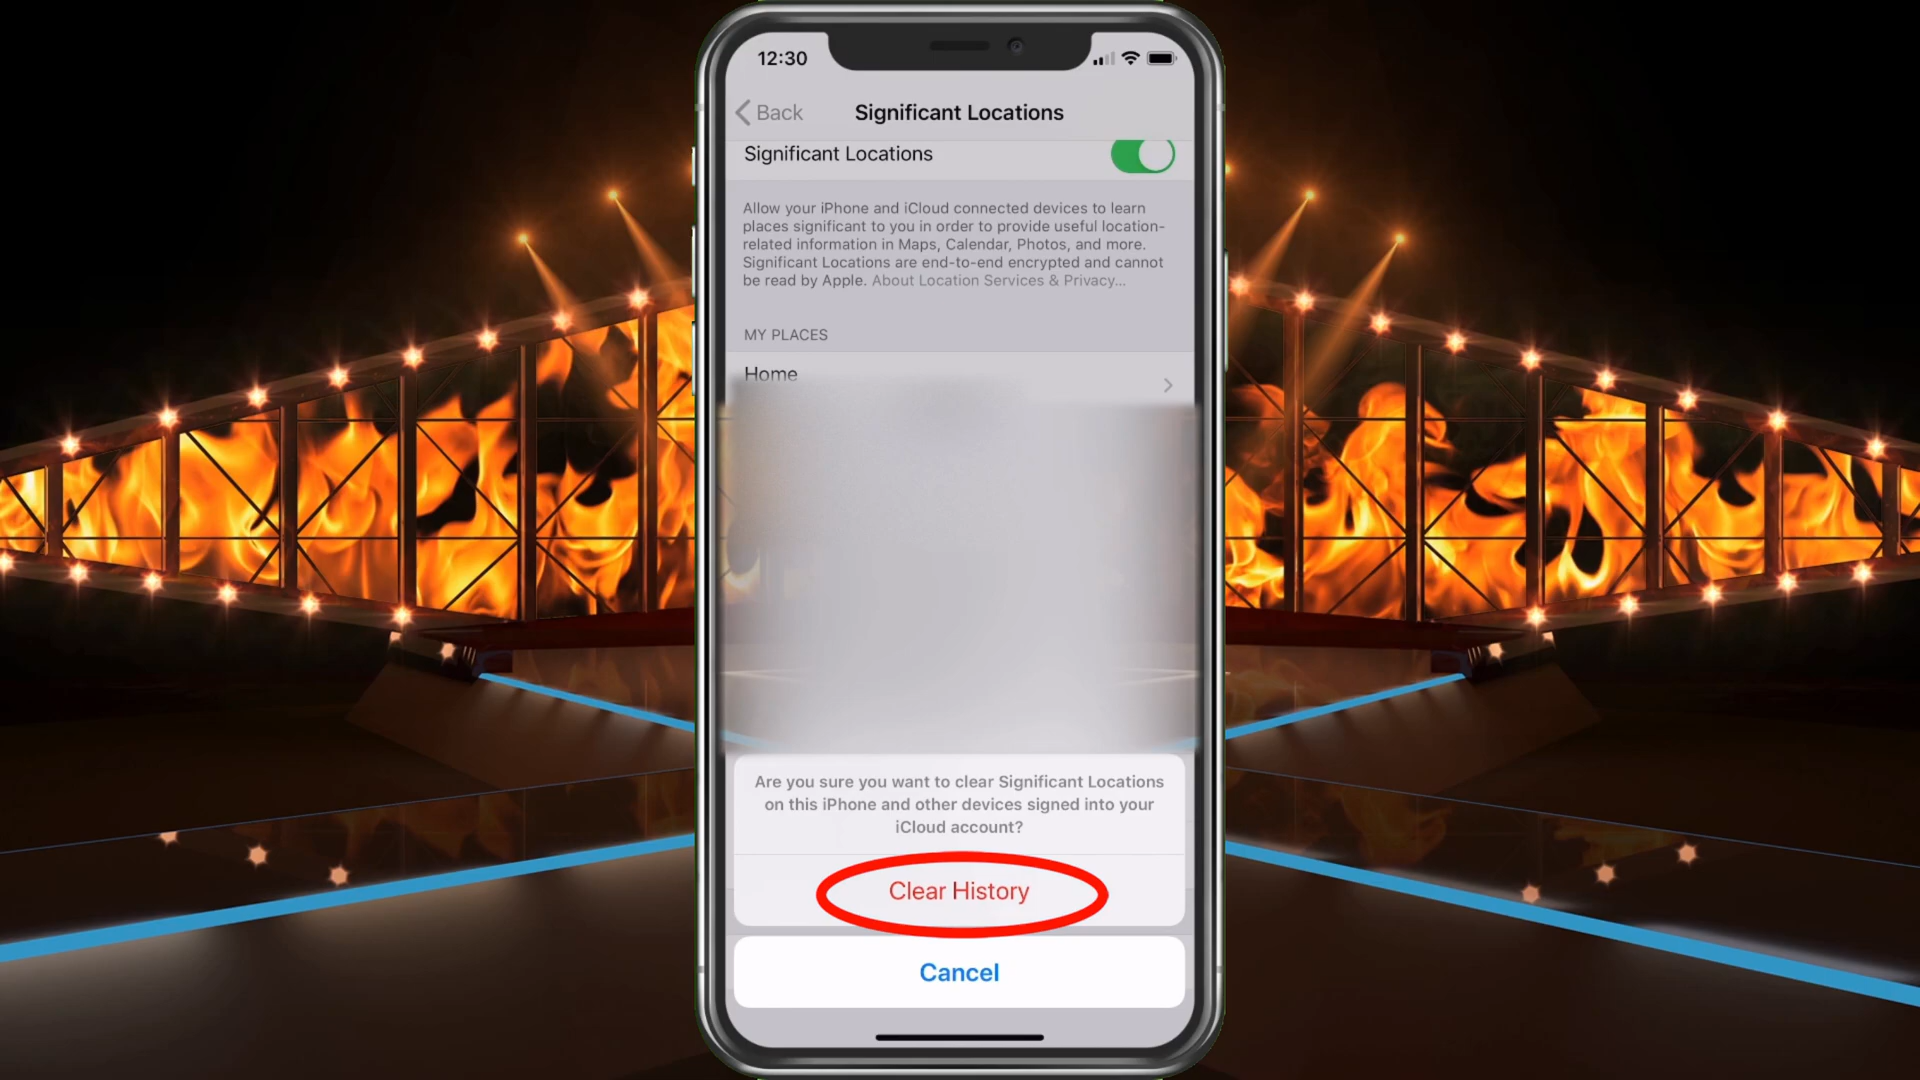 12:30
Back
Significant Locations
Significant Locations
Allow your iPhone and iCloud connected devices to learn
places significant to you in order to provide useful location-
related information in Maps, Calendar, Photos, and more.
Significant Locations are end-to-end encrypted and cannot
be read by Apple. About Location Services & Privacy...
MY PLACES
Home
Are you sure you want to clear Significant Locations
on this iPhone and other devices signed into your
iCloud account?
Clear History
Cancel